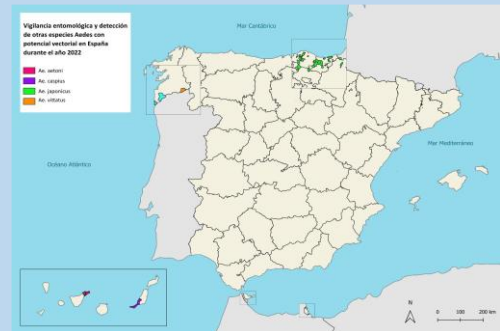 Mar Cantábrico
Vigilancia entomológica y detección
de otras especies Aedes con
potencial vectorial en España
durante el año 2022
Ae. aetoni
Ae. caspius
Ae. japonicus
Ae. vittatus
Mar Mediterráneo
Océano Atlántico
N
0 100 200 km